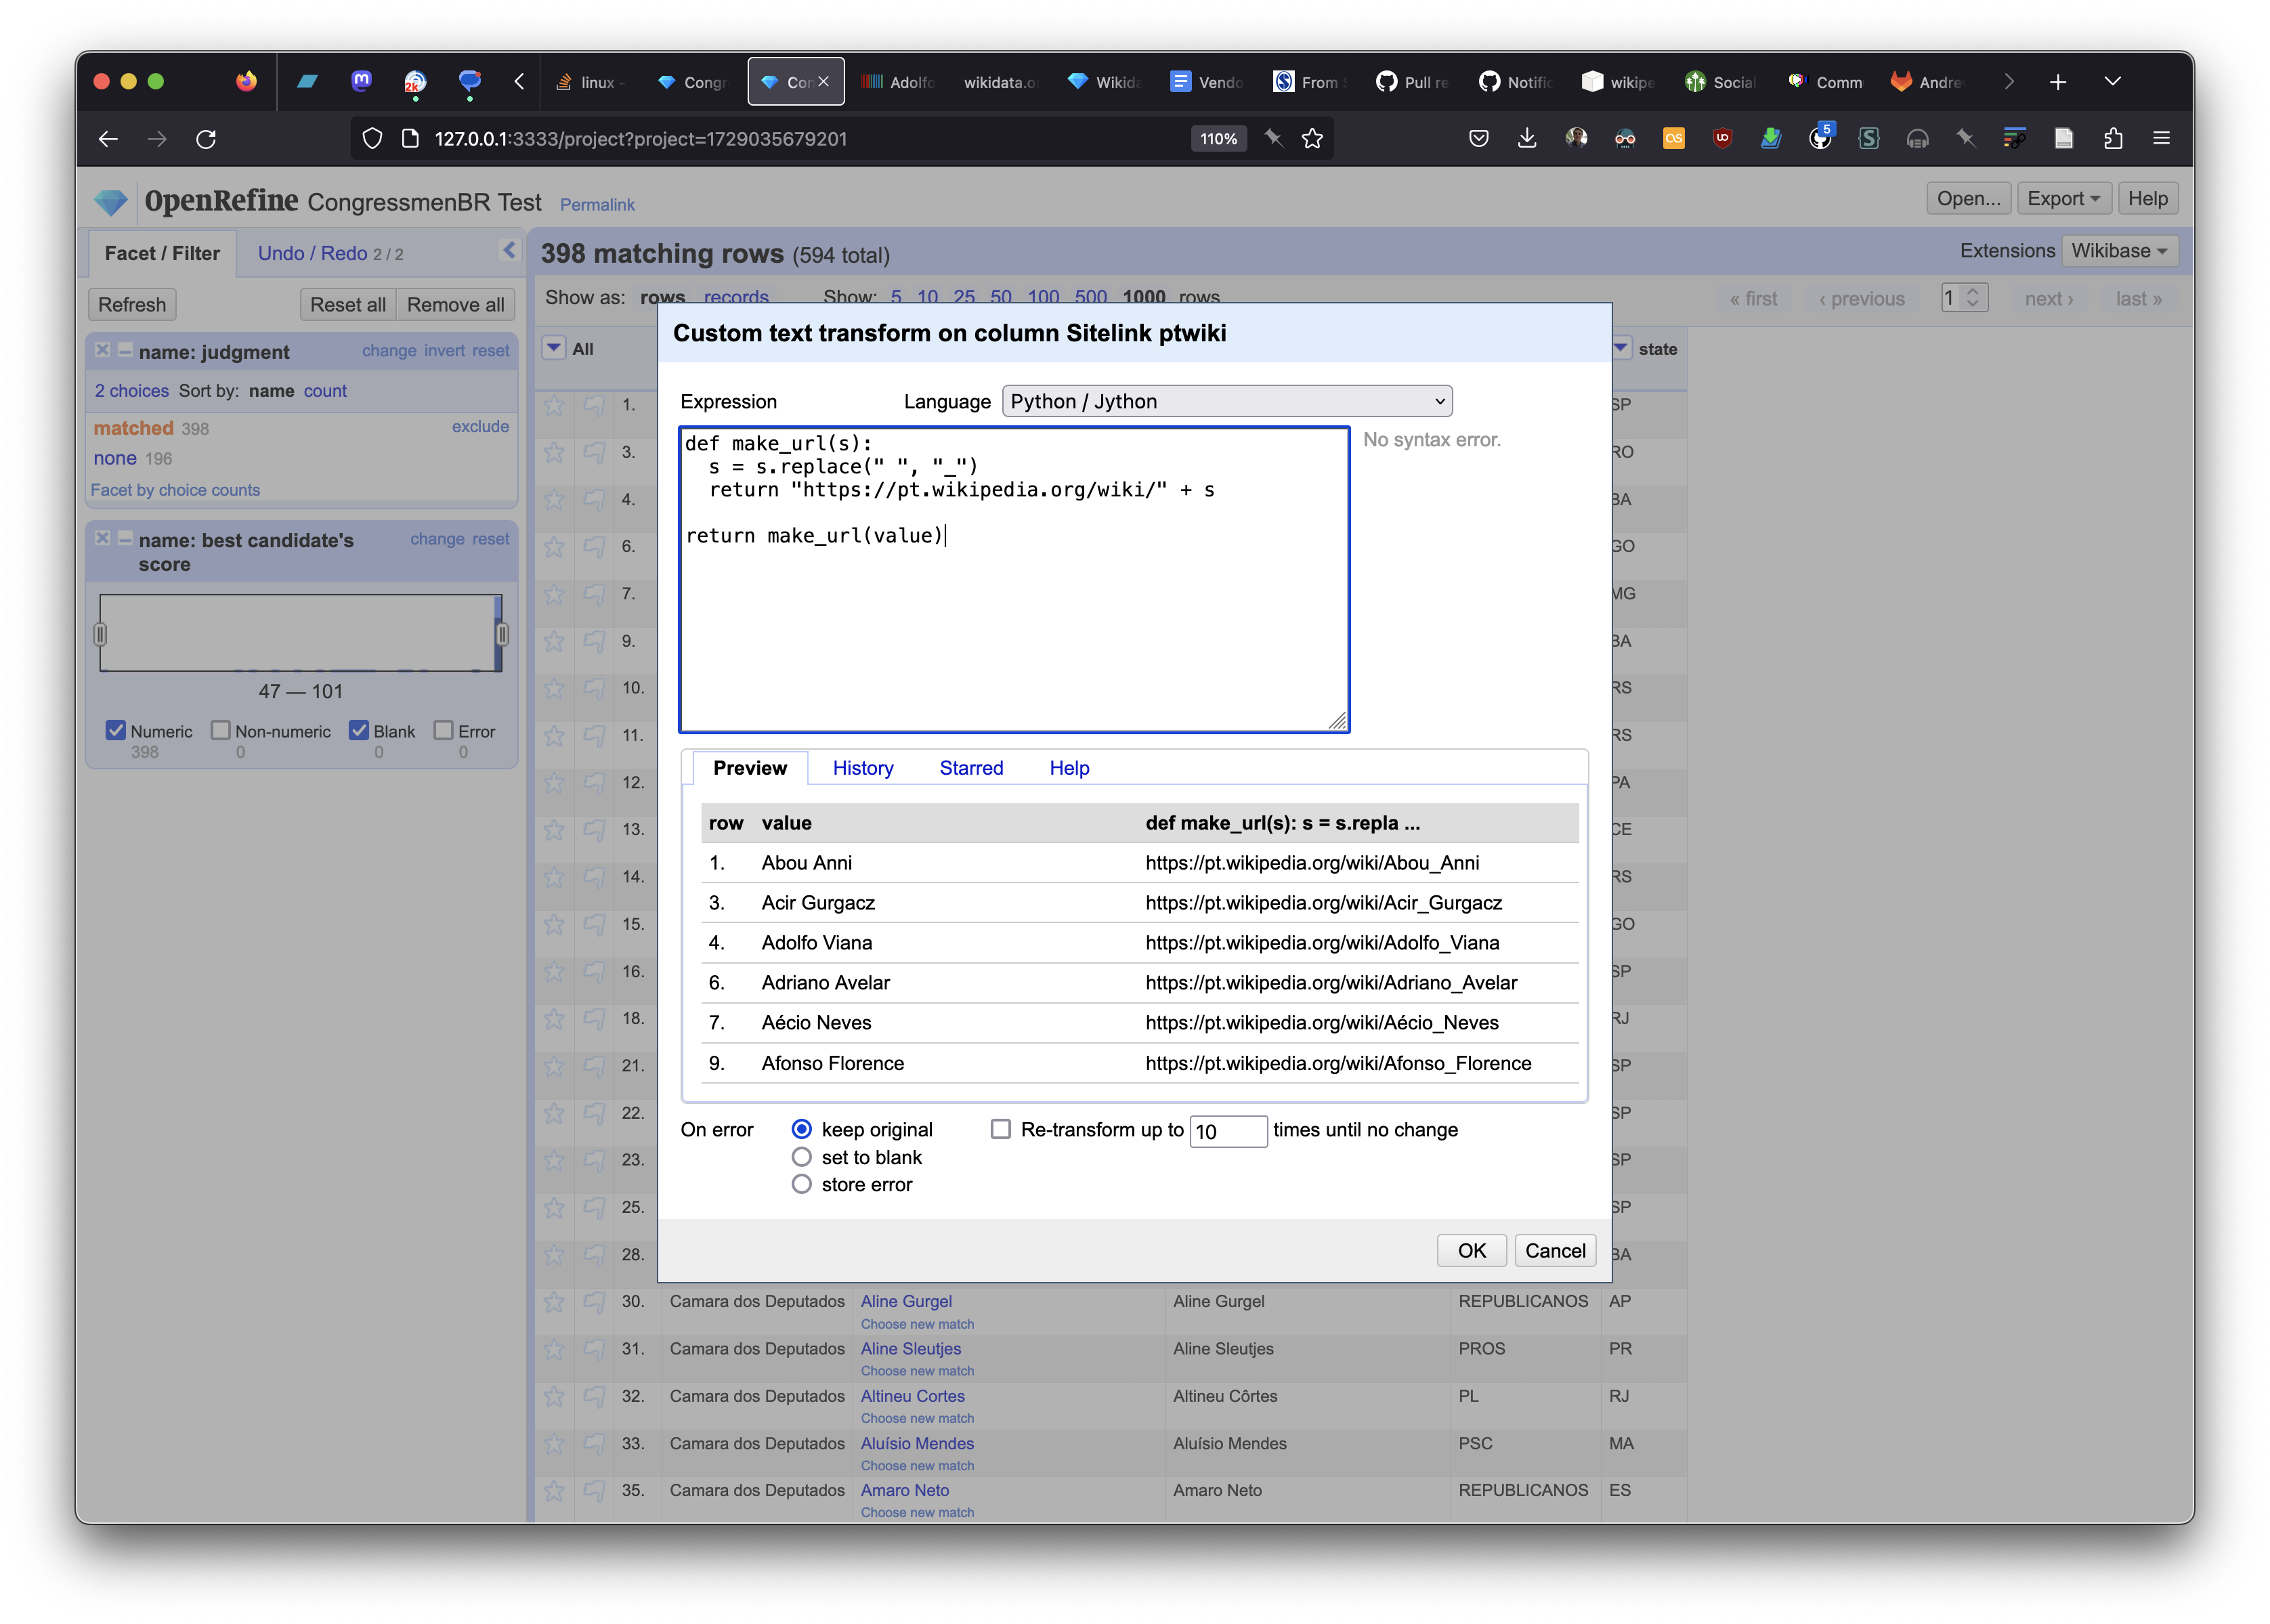 linux -
Congr
Con
Adolfo
wikidata.o
Wikida
Vendo
From S
Pull re
Notific
wikipe
Social
Comm
Andre
127.0.0.1:3333/project?project=1729035679201
110%
5
OpenRefine CongressmenBR Test Permalink
Open... Export Help
Facet / Filter Undo / Redo 2 / 2
398 matching rows (594 total)
Extensions Wikibase
Refresh Reset all Remove all
Show as: rows records Show: 5 10 25 50 100 500 1000 rows
« first ‹ previous 1 next › last »
name: judgment change invert reset
2 choices Sort by: name count
matched 398 exclude
none 196
Facet by choice counts
name: best candidate's score change reset
47 — 101
Numeric 398
Non-numeric 0
Blank 0
Error 0
All
state
Custom text transform on column Sitelink ptwiki
Expression Language Python / Jython
def make_url(s):
s = s.replace(" ", "_")
return "https://pt.wikipedia.org/wiki/" + s
return make_url(value)
No syntax error.
Preview History Starred Help
row value def make_url(s): s = s.repla ...
1. Abou Anni https://pt.wikipedia.org/wiki/Abou_Anni
3. Acir Gurgacz https://pt.wikipedia.org/wiki/Acir_Gurgacz
4. Adolfo Viana https://pt.wikipedia.org/wiki/Adolfo_Viana
6. Adriano Avelar https://pt.wikipedia.org/wiki/Adriano_Avelar
7. Aécio Neves https://pt.wikipedia.org/wiki/Aécio_Neves
9. Afonso Florence https://pt.wikipedia.org/wiki/Afonso_Florence
On error keep original Re-transform up to 10 times until no change
set to blank
store error
OK Cancel
1. SP
3. RO
4. BA
6. GO
7. MG
9. BA
10. RS
11. RS
12. PA
13. CE
14. RS
15. GO
16. SP
18. RJ
21. SP
22. SP
23. SP
25. SP
28. BA
30. Camara dos Deputados Aline Gurgel Aline Gurgel REPUBLICANOS AP
Choose new match
31. Camara dos Deputados Aline Sleutjes Aline Sleutjes PROS PR
Choose new match
32. Camara dos Deputados Altineu Cortes Altineu Côrtes PL RJ
Choose new match
33. Camara dos Deputados Aluísio Mendes Aluísio Mendes PSC MA
Choose new match
35. Camara dos Deputados Amaro Neto Amaro Neto REPUBLICANOS ES
Choose new match